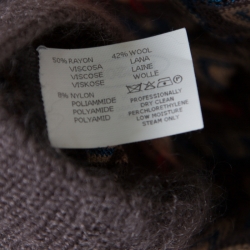 50% RAYON 42% WOOL
VISCOSA LANA
VISCOSE LAINE
VISKOSE WOLLE
8% NYLON
POLIAMMIDE
POLYAMIDE
POLYAMID
PROFESSIONALLY
DRY CLEAN
PERCHLORETHYLENE
LOW MOISTURE
STEAM ONLY